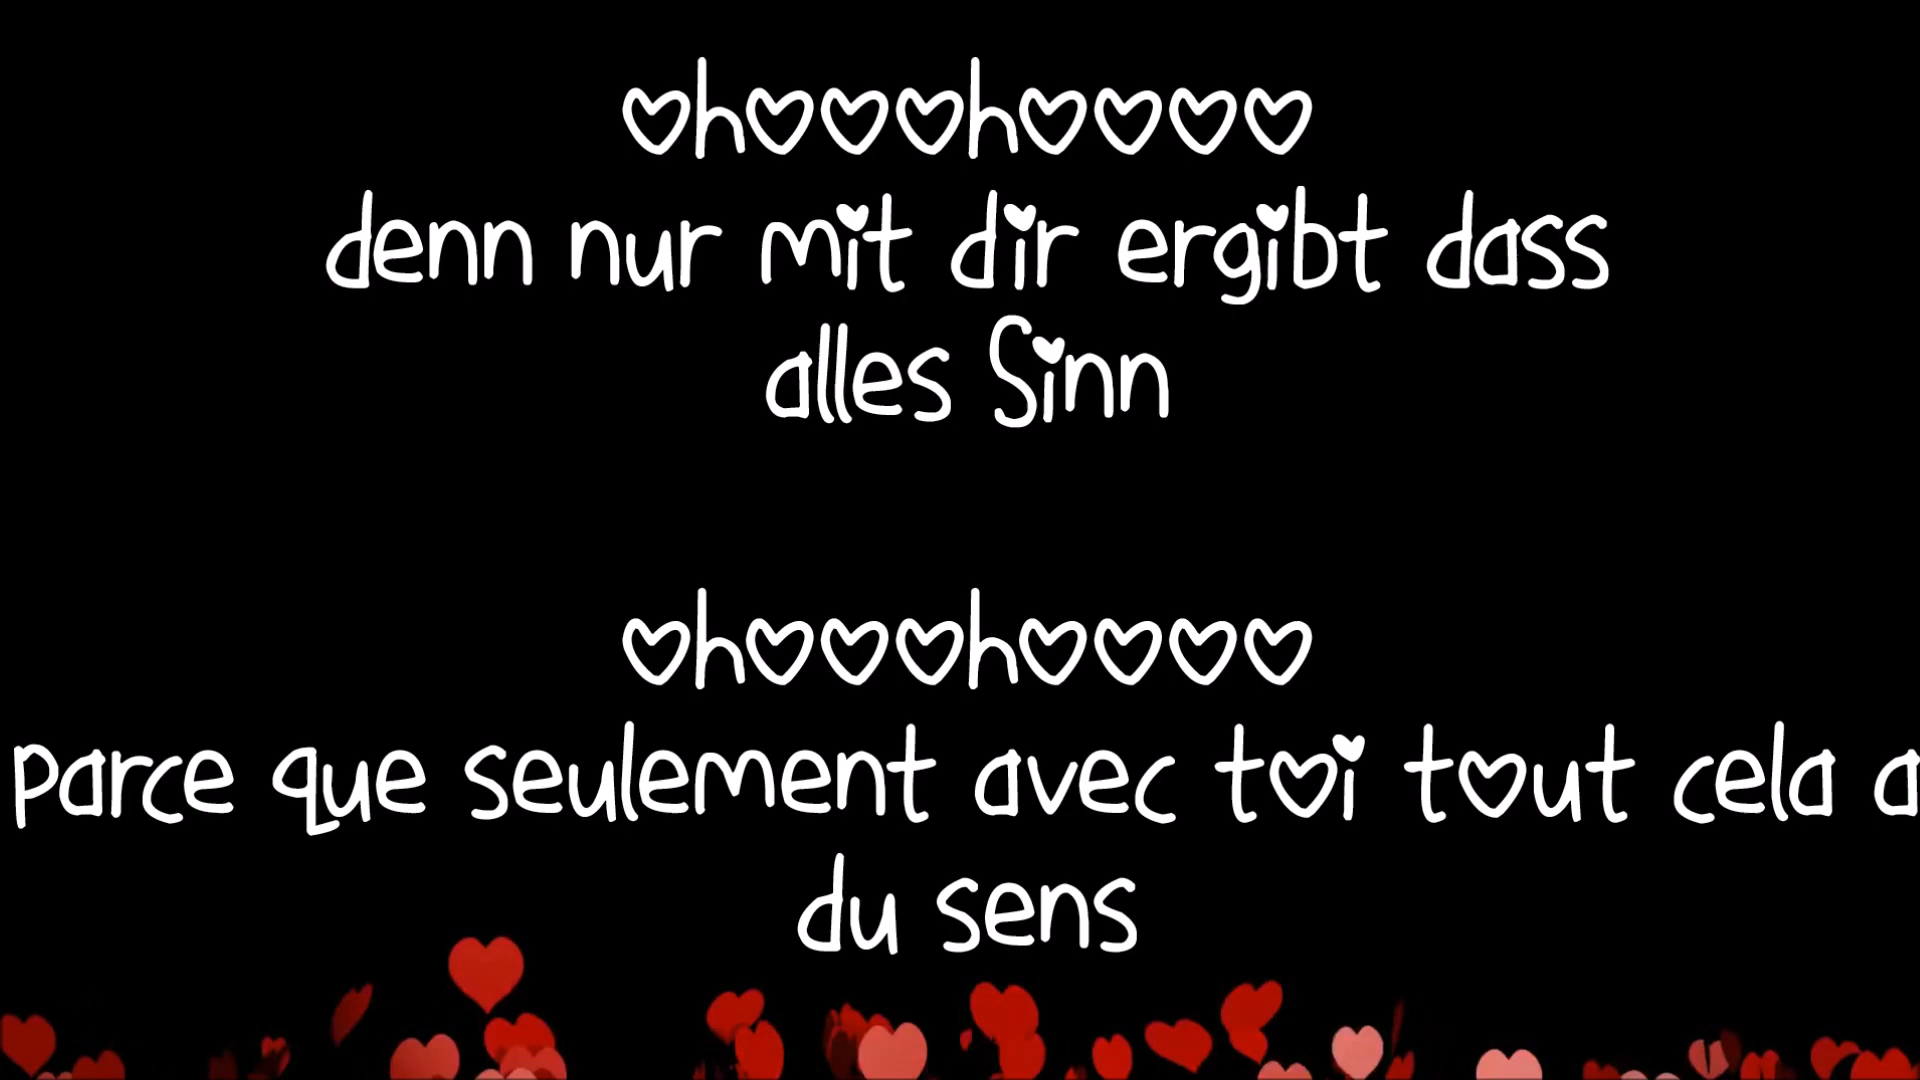 ohooohoooo
denn nur mit dir ergibt dass
alles Sinn
ohooohoooo
parce que seulement avec toi tout cela a
du sens